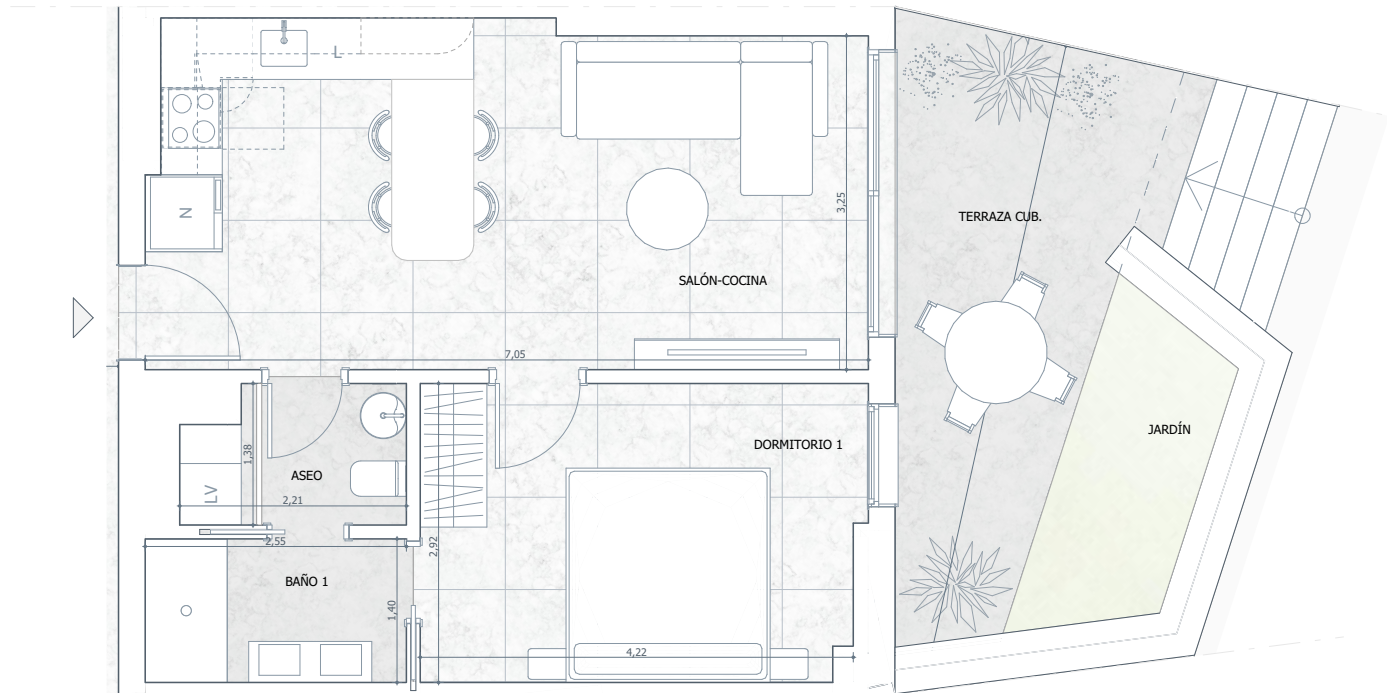 L
N
3,25
TERRAZA CUB.
SALÓN-COCINA
7,05
JARDÍN
DORMITORIO 1
1,38
ASEO
LV
2,21
2,55
2,92
BAÑO 1
1,40
4,22